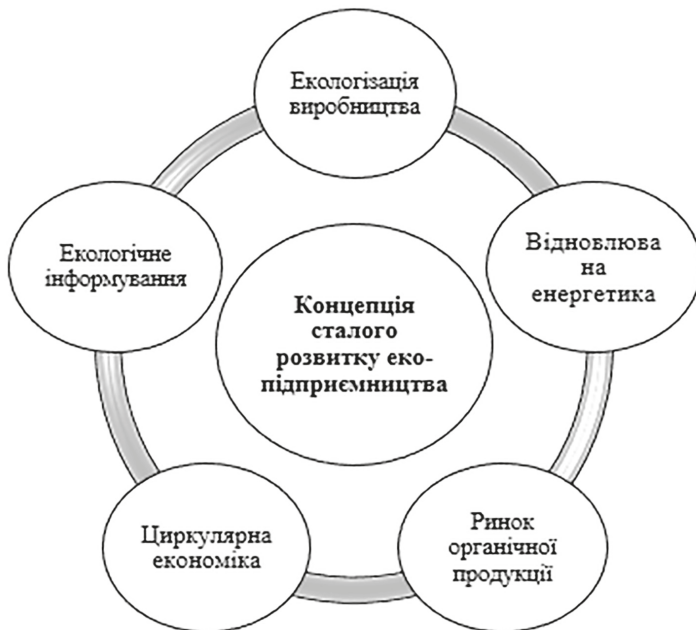 Екологізація
виробництва
Відновлюва
на
енергетика
Ринок
органічної
продукції
Циркулярна
економіка
Екологічне
інформування
Концепція
сталого
розвитку еко-
підприємництва